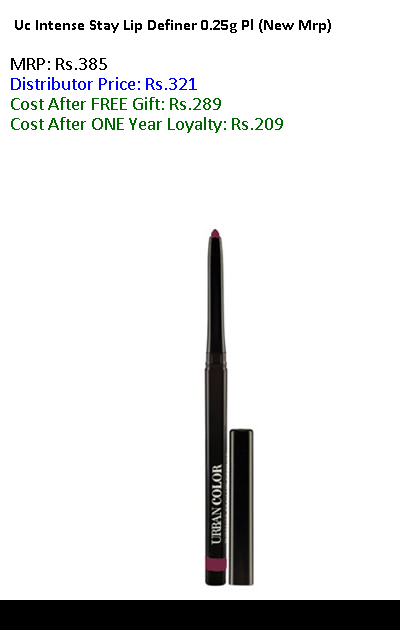 Uc Intense Stay Lip Definer 0.25g Pl (New Mrp)
MRP: Rs.385
Distributor Price: Rs.321
Cost After FREE Gift: Rs.289
Cost After ONE Year Loyalty: Rs.209
URBAN COLOR